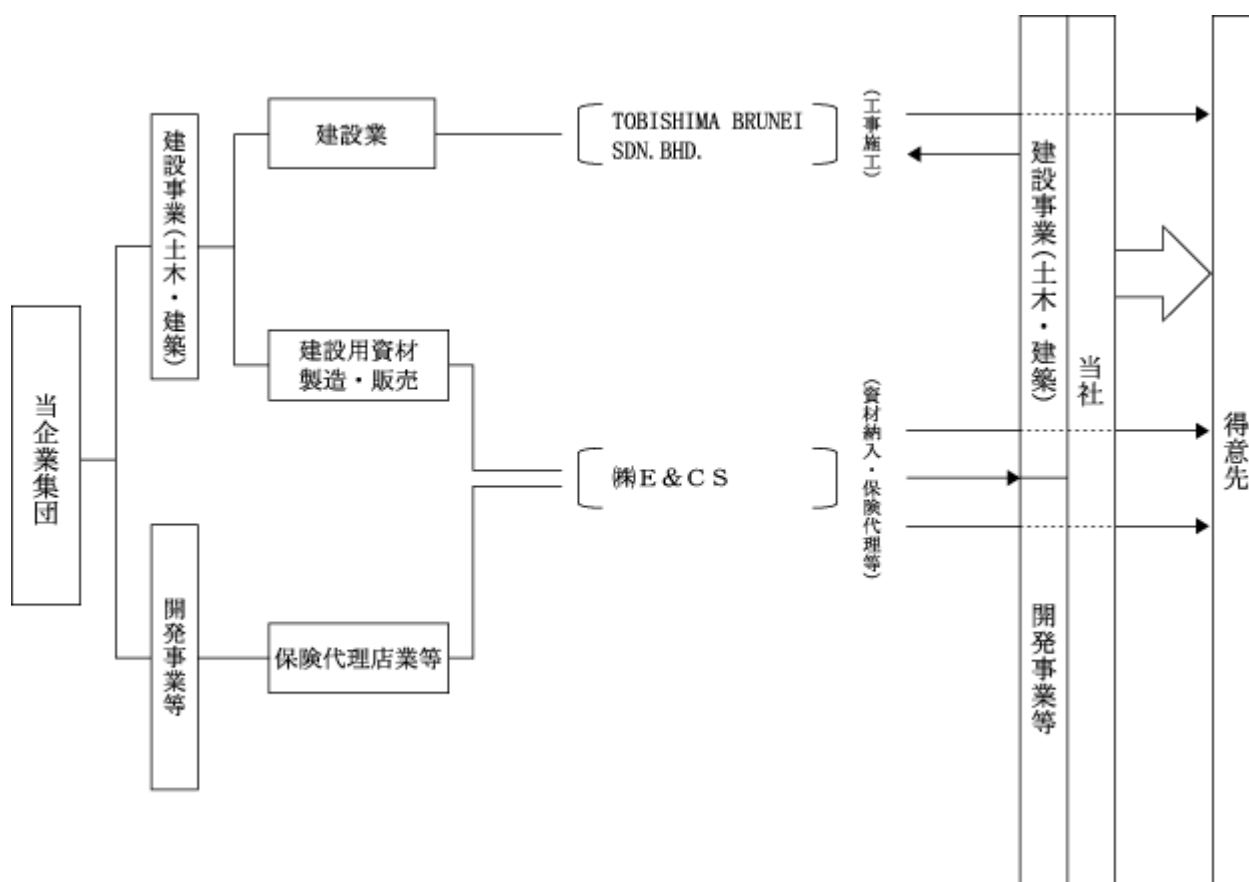 当企業集団
建設事業(土木・建築)
開発事業等
建設業
建設用資材
製造・販売
保険代理店業等
TOBISHIMA BRUNEI
SDN. BHD.
㈱E&CS
(工事施工)
(資材納入・保険代理等)
建設事業(土木・建築)
開発事業等
当社
得意先